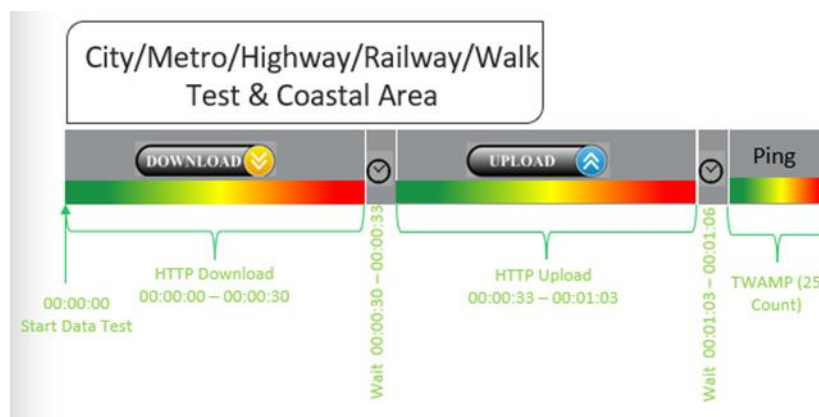 City/Metro/Highway/Railway/Walk
Test & Coastal Area
DOWNLOAD
UPLOAD
Ping
00:00:00
Start Data Test
HTTP Download
00:00:00 – 00:00:30
Wait 00:00:30 – 00:00:33
HTTP Upload
00:00:33 – 00:01:03
Wait 00:01:03 – 00:01:06
TWAMP (25
Count)